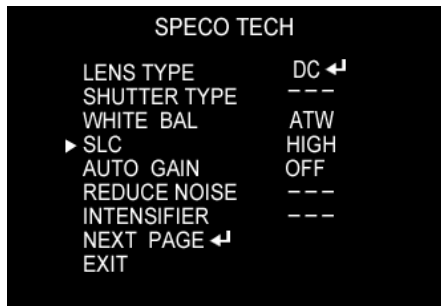 SPECO TECH
LENS TYPE DC ↵
SHUTTER TYPE ---
WHITE BAL ATW
▶ SLC HIGH
AUTO GAIN OFF
REDUCE NOISE ---
INTENSIFIER ---
NEXT PAGE ↵
EXIT